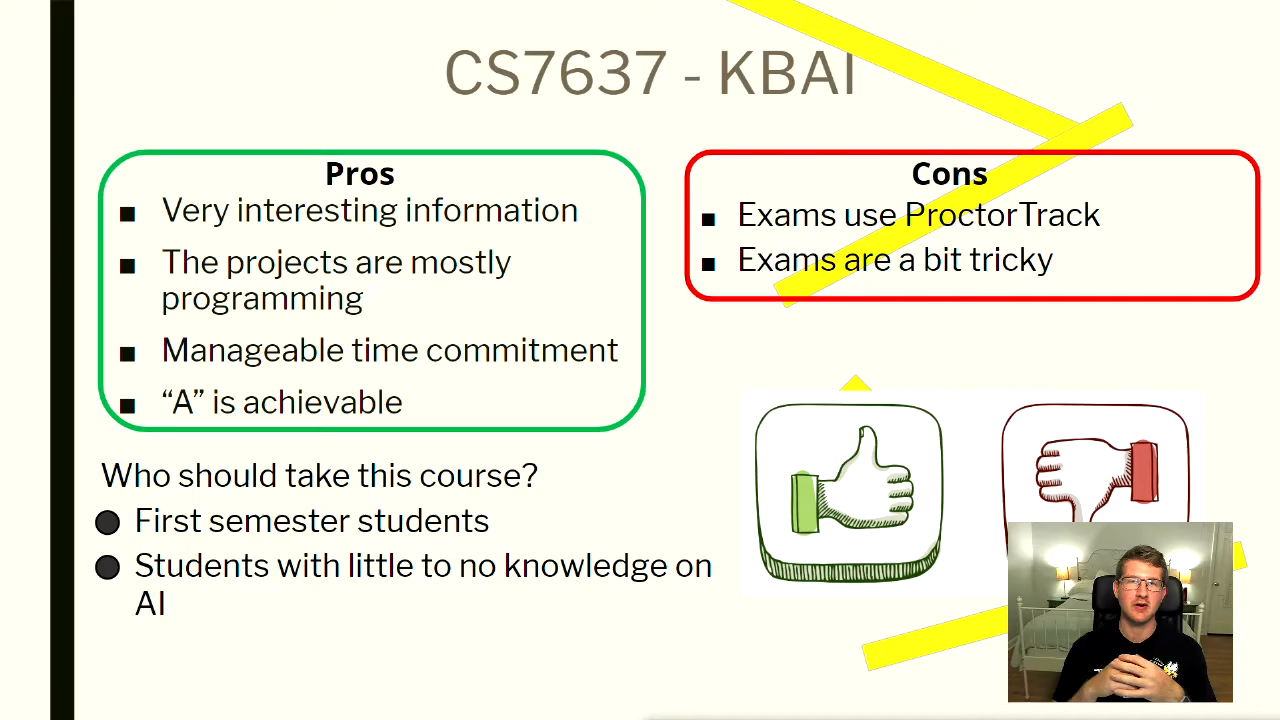 CS7637 - KBAI
Pros
■ Very interesting information
■ The projects are mostly
programming
■ Manageable time commitment
■ “A” is achievable
Cons
■ Exams use ProctorTrack
■ Exams are a bit tricky
Who should take this course?
● First semester students
● Students with little to no knowledge on
AI